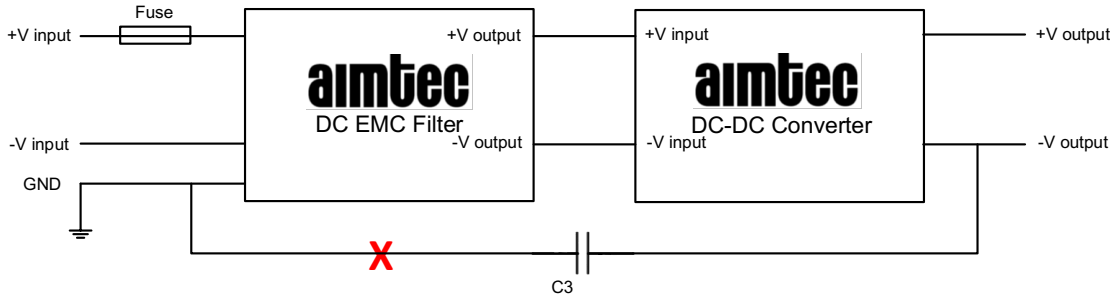 Fuse
+V input
+V output
+V input
+V output
aimtec
aimtec
DC EMC Filter
DC-DC Converter
-V input
-V output
-V input
-V output
GND
X
C3